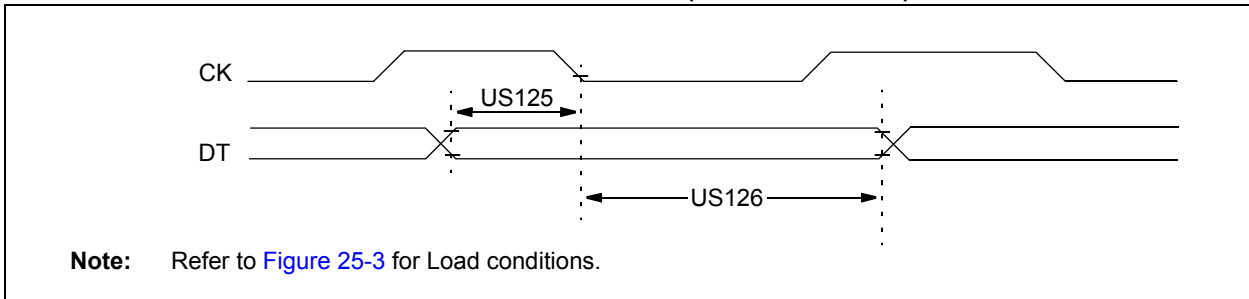 CK
US125
DT
US126
Note: Refer to Figure 25-3 for Load conditions.